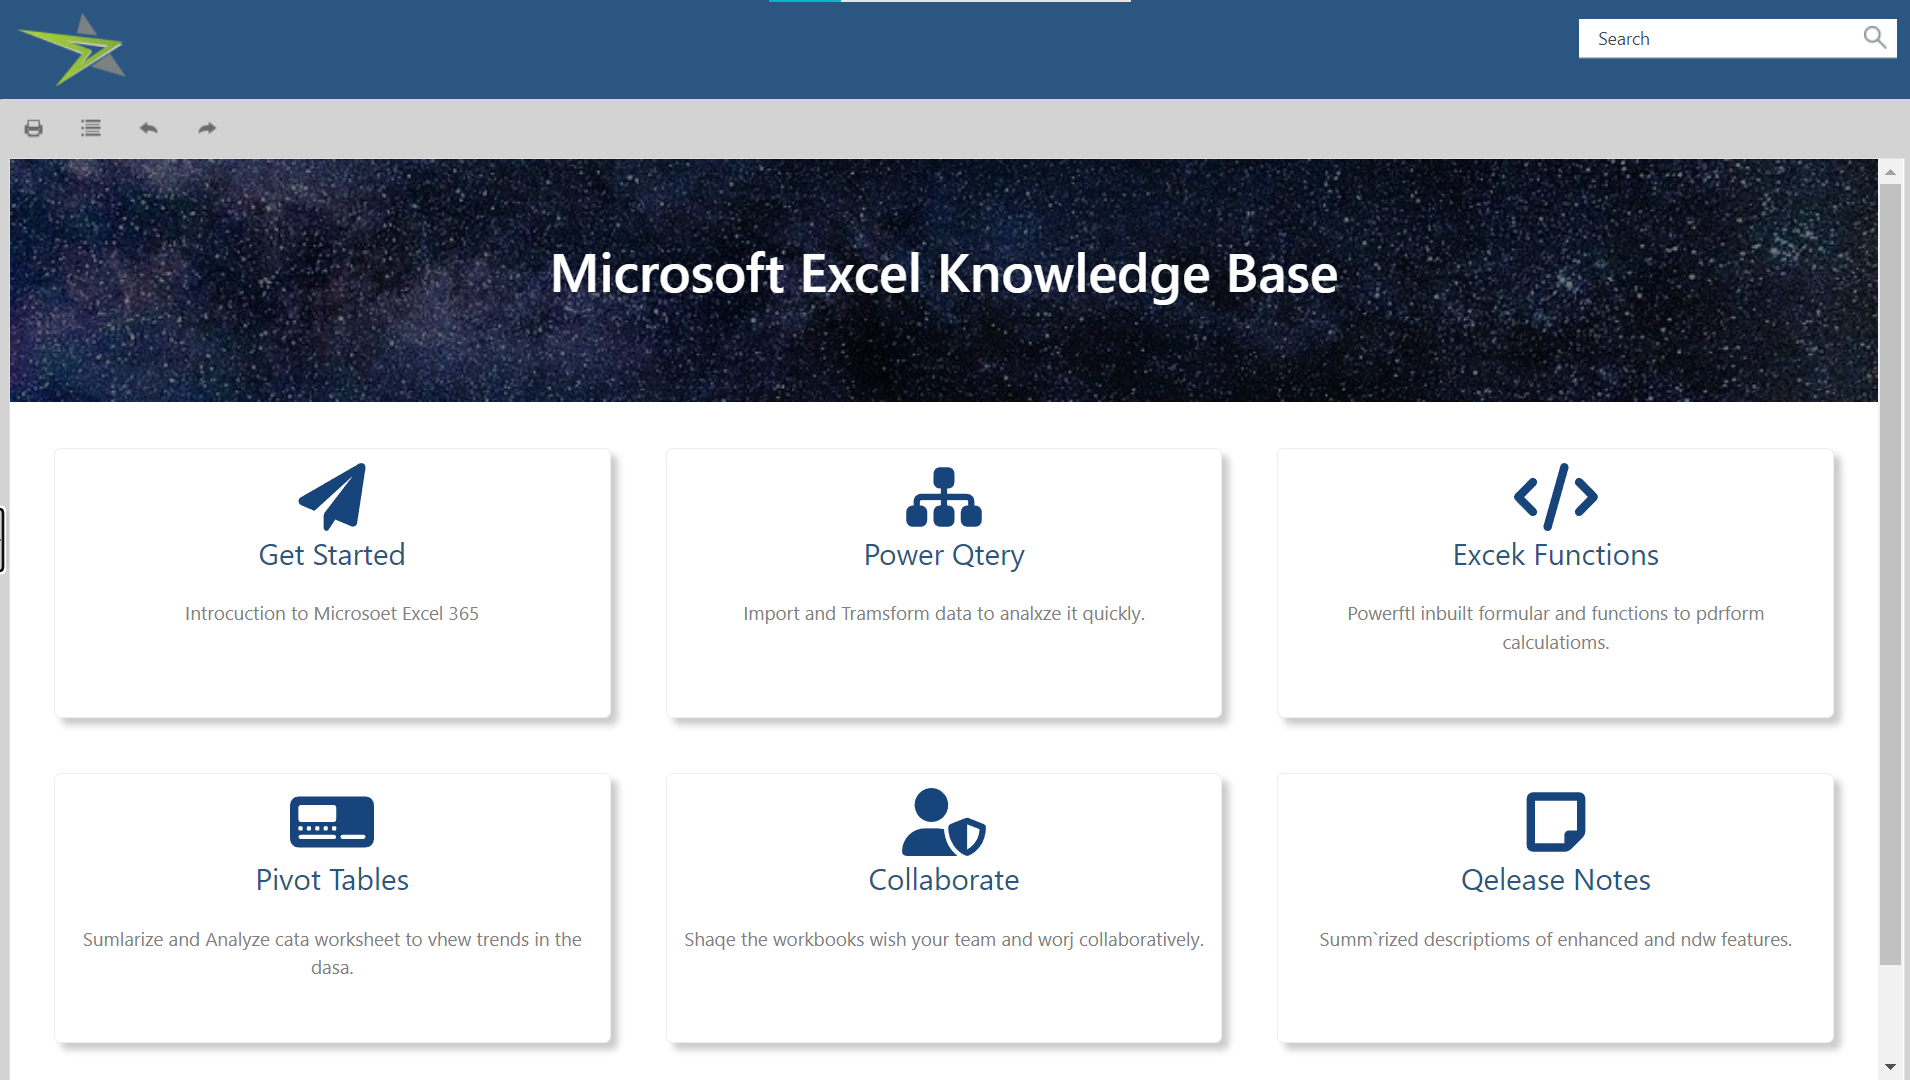 Search
Microsoft Excel Knowledge Base
Get Started
Introcuction to Microsoet Excel 365
Power Qtery
Import and Tramsform data to analxze it quickly.
Excek Functions
Powerftl inbuilt formular and functions to pdrform
calculatioms.
Pivot Tables
Sumlarize and Analyze cata worksheet to vhew trends in the
dasa.
Collaborate
Shaqe the workbooks wish your team and worj collaboratively.
Qelease Notes
Summ`rized descriptioms of enhanced and ndw features.